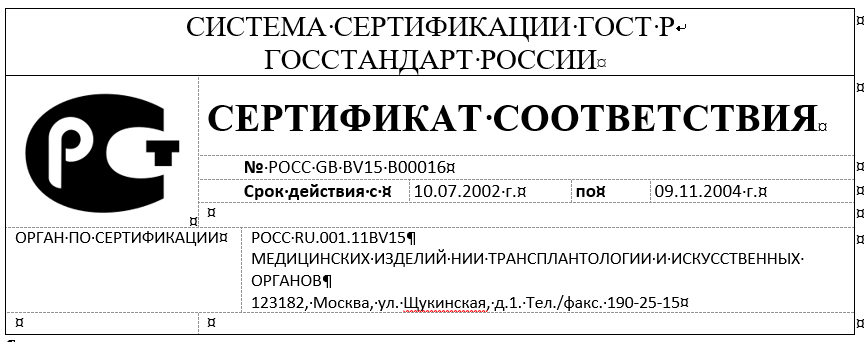 СИСТЕМА СЕРТИФИКАЦИИ ГОСТ Р
ГОССТАНДАРТ РОССИИ
РСТ
СЕРТИФИКАТ СООТВЕТСТВИЯ
№ РОСС GB BV15 B00016
Срок действия с 10.07.2002 г. по 09.11.2004 г.
ОРГАН ПО СЕРТИФИКАЦИИ РОСС RU.001.11BV15
МЕДИЦИНСКИХ ИЗДЕЛИЙ НИИ ТРАНСПЛАНТОЛОГИИ И ИСКУССТВЕННЫХ
ОРГАНОВ
123182, Москва, ул. Щукинская, д.1. Тел./факс. 190-25-15